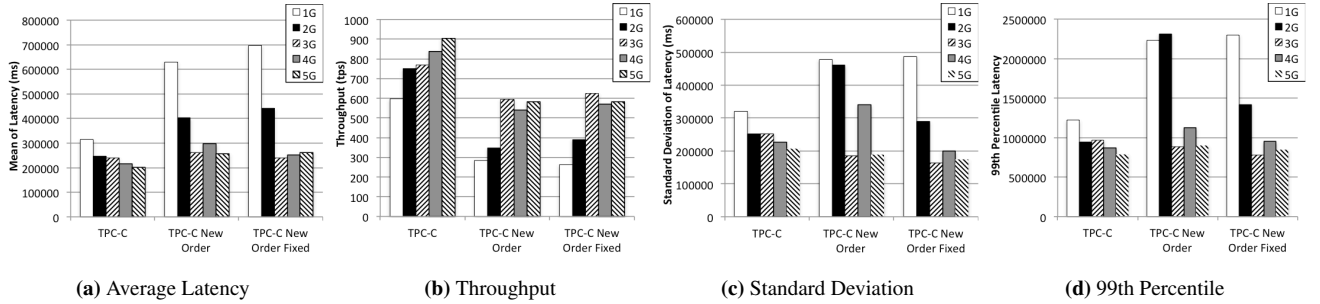 Mean of Latency (ms)
800000
700000
600000
500000
400000
300000
200000
100000
0
TPC-C
TPC-C New
Order
TPC-C New
Order Fixed
1G
2G
3G
4G
5G
(a) Average Latency
Throughput (tps)
1000
900
800
700
600
500
400
300
200
100
0
TPC-C
TPC-C New
Order
TPC-C New
Order Fixed
1G
2G
3G
4G
5G
(b) Throughput
Standard Deviation of Latency (ms)
600000
500000
400000
300000
200000
100000
0
TPC-C
TPC-C New
Order
TPC-C New
Order Fixed
1G
2G
3G
4G
5G
(c) Standard Deviation
99th Percentile Latency
2500000
2000000
1500000
1000000
500000
0
TPC-C
TPC-C New
Order
TPC-C New
Order Fixed
1G
2G
3G
4G
5G
(d) 99th Percentile